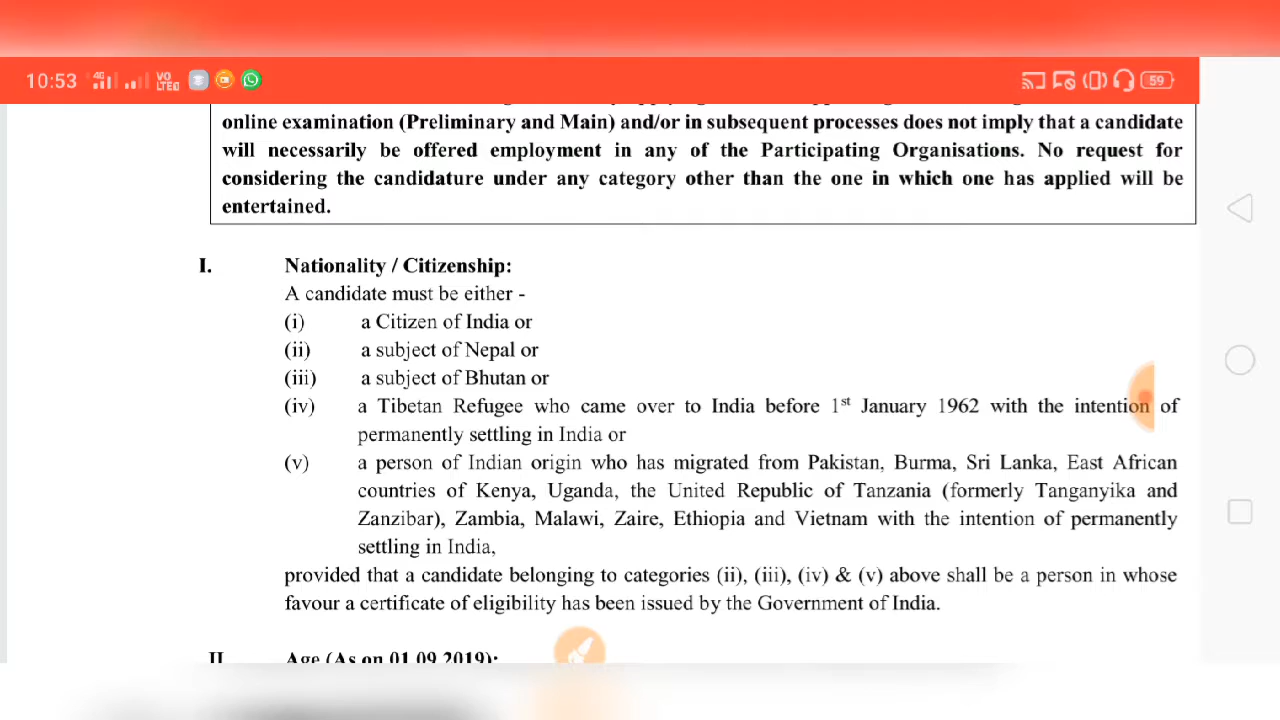 10:53 4G VO LTE 59
online examination (Preliminary and Main) and/or in subsequent processes does not imply that a candidate
will necessarily be offered employment in any of the Participating Organisations. No request for
considering the candidature under any category other than the one in which one has applied will be
entertained.
I. Nationality / Citizenship:
A candidate must be either -
(i) a Citizen of India or
(ii) a subject of Nepal or
(iii) a subject of Bhutan or
(iv) a Tibetan Refugee who came over to India before 1st January 1962 with the intention of
permanently settling in India or
(v) a person of Indian origin who has migrated from Pakistan, Burma, Sri Lanka, East African
countries of Kenya, Uganda, the United Republic of Tanzania (formerly Tanganyika and
Zanzibar), Zambia, Malawi, Zaire, Ethiopia and Vietnam with the intention of permanently
settling in India,
provided that a candidate belonging to categories (ii), (iii), (iv) & (v) above shall be a person in whose
favour a certificate of eligibility has been issued by the Government of India.
II Age (As on 01.09.2019):